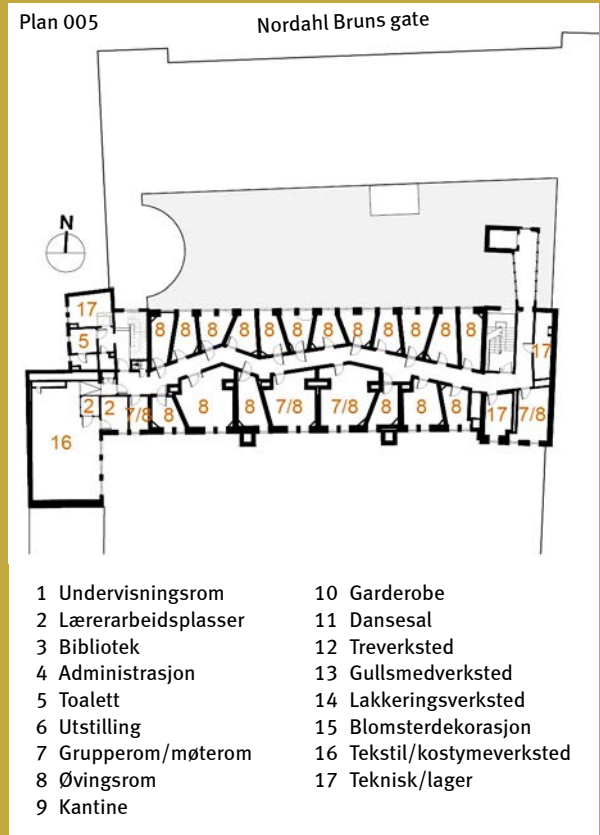 Plan 005
Nordahl Bruns gate
N
17
5
8 8 8 8 8 8 8 8 8 8 8 8
17
2 2 7/8 8 8 8 7/8 7/8 8 8 8 17 7/8
16
1 Undervisningsrom
2 Lærerarbeidsplasser
3 Bibliotek
4 Administrasjon
5 Toalett
6 Utstilling
7 Grupperom/møterom
8 Øvingsrom
9 Kantine
10 Garderobe
11 Dansesal
12 Treverksted
13 Gullsmedverksted
14 Lakkeringsverksted
15 Blomsterdekorasjon
16 Tekstil/kostymeverksted
17 Teknisk/lager